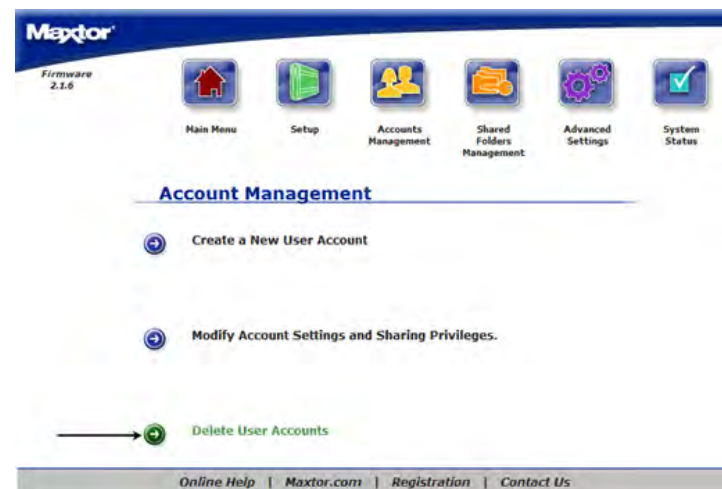 Maxtor
Firmware
2.1.6
Main Menu
Setup
Accounts
Management
Shared
Folders
Management
Advanced
Settings
System
Status
Account Management
Create a New User Account
Modify Account Settings and Sharing Privileges.
Delete User Accounts
Online Help | Maxtor.com | Registration | Contact Us